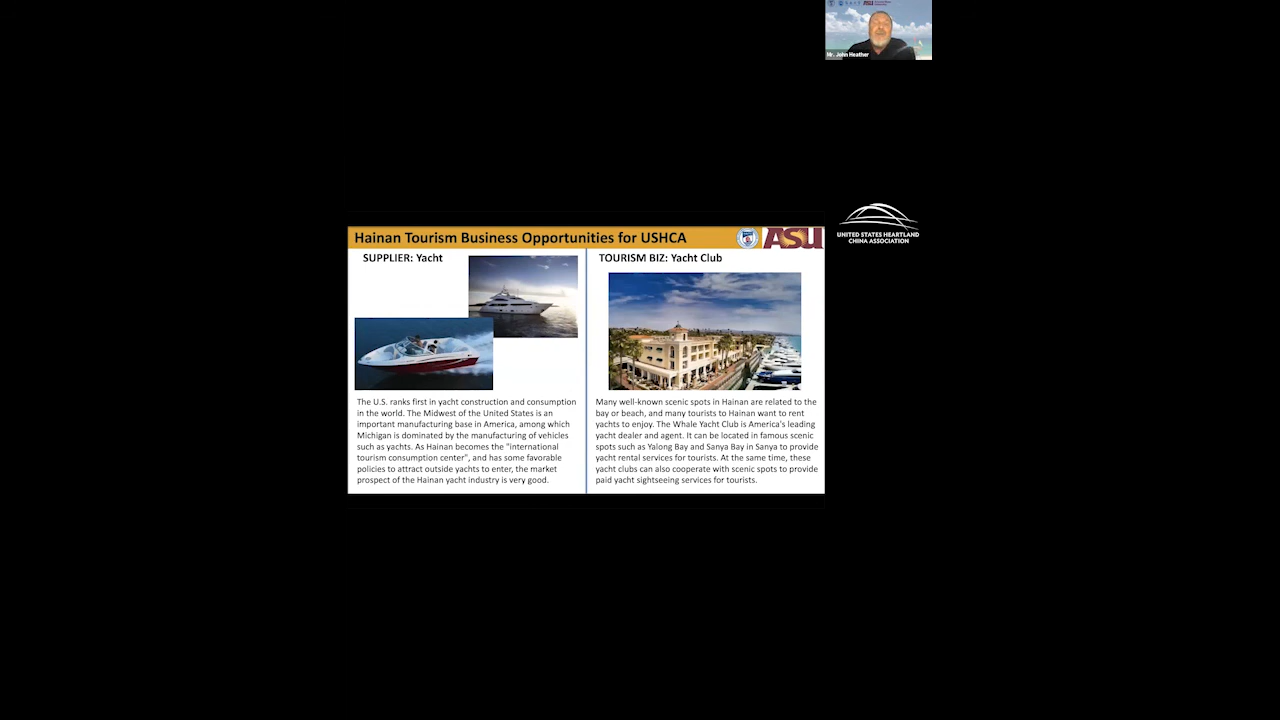 ASU
Mr. John Heather
UNITED STATES HEARTLAND
CHINA ASSOCIATION
Hainan Tourism Business Opportunities for USHCA
ASU
SUPPLIER: Yacht
The U.S. ranks first in yacht construction and consumption
in the world. The Midwest of the United States is an
important manufacturing base in America, among which
Michigan is dominated by the manufacturing of vehicles
such as yachts. As Hainan becomes the "international
tourism consumption center", and has some favorable
policies to attract outside yachts to enter, the market
prospect of the Hainan yacht industry is very good.
TOURISM BIZ: Yacht Club
Many well-known scenic spots in Hainan are related to the
bay or beach, and many tourists to Hainan want to rent
yachts to enjoy. The Whale Yacht Club is America's leading
yacht dealer and agent. It can be located in famous scenic
spots such as Yalong Bay and Sanya Bay in Sanya to provide
yacht rental services for tourists. At the same time, these
yacht clubs can also cooperate with scenic spots to provide
paid yacht sightseeing services for tourists.